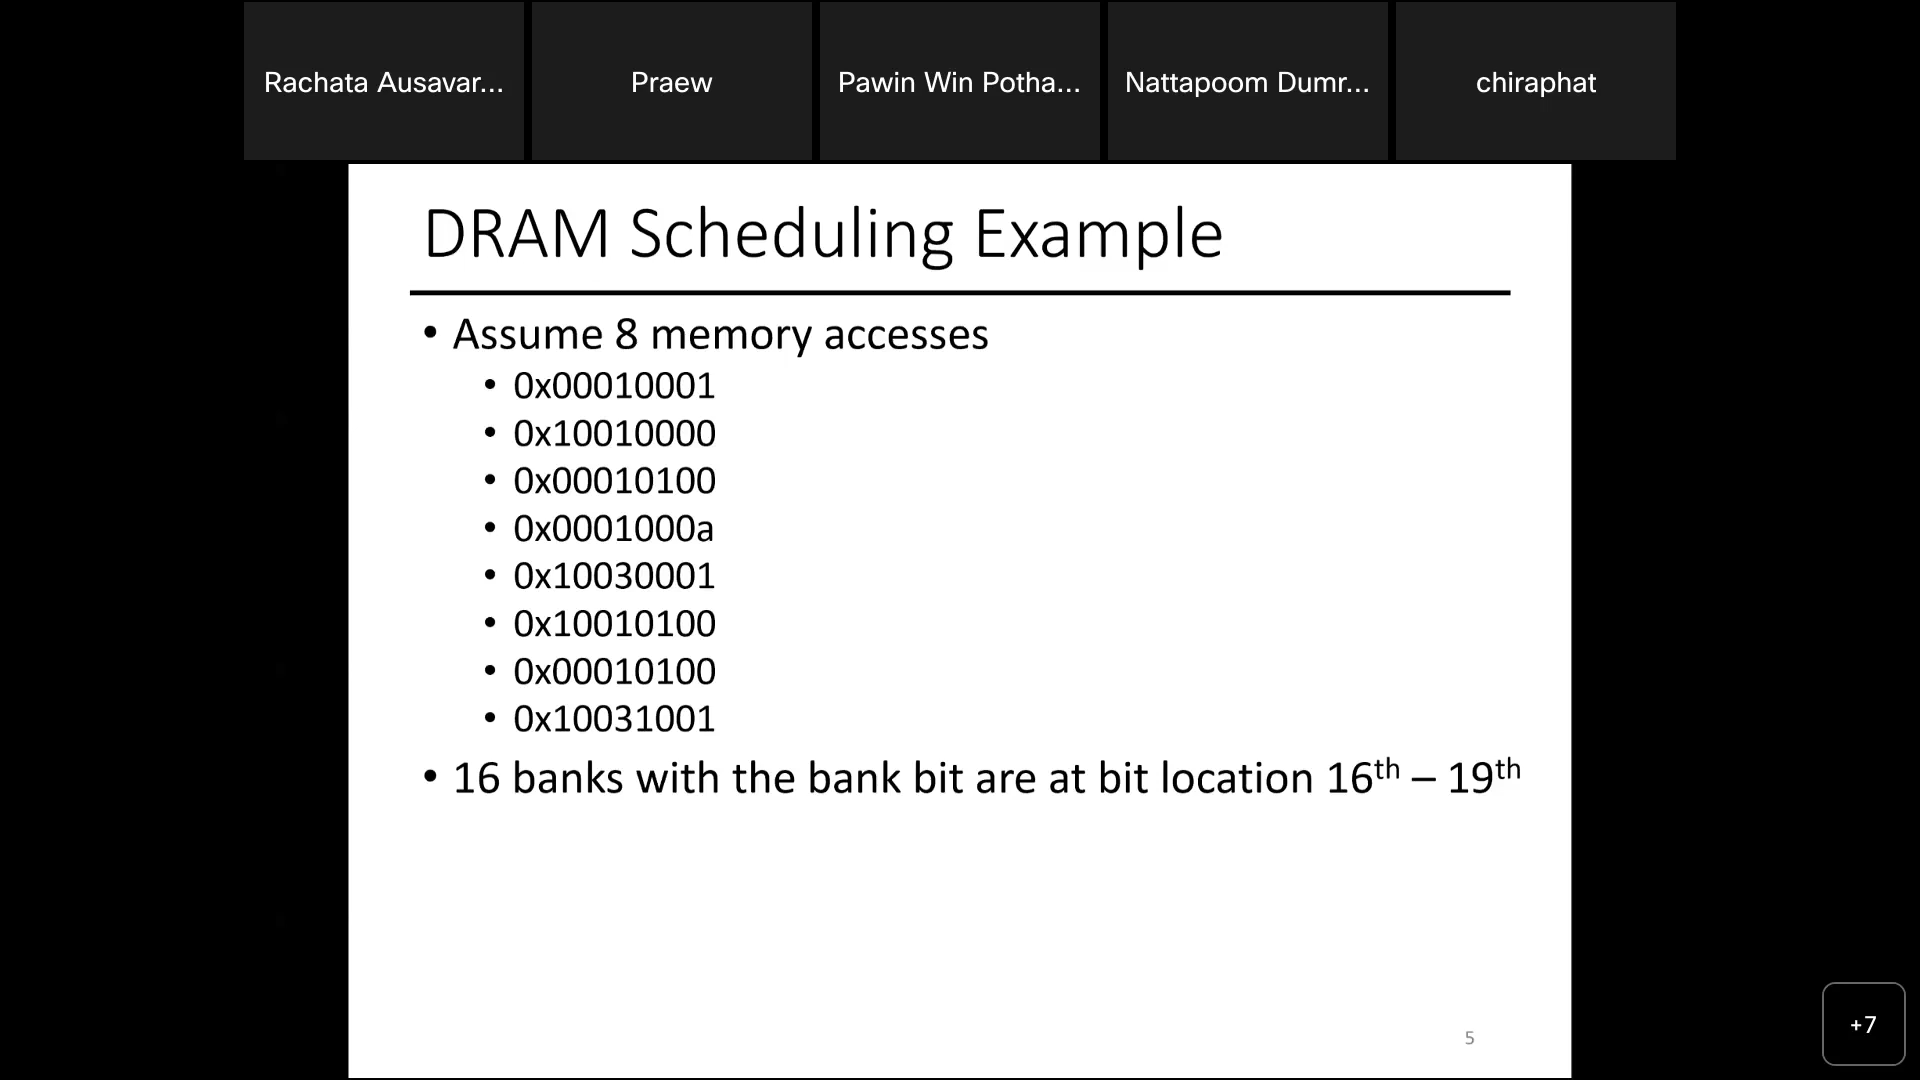 Rachata Ausavar...
Praew
Pawin Win Potha...
Nattapoom Dumr...
chiraphat
DRAM Scheduling Example
• Assume 8 memory accesses
• 0x00010001
• 0x10010000
• 0x00010100
• 0x0001000a
• 0x10030001
• 0x10010100
• 0x00010100
• 0x10031001
• 16 banks with the bank bit are at bit location 16th – 19th
5
+7